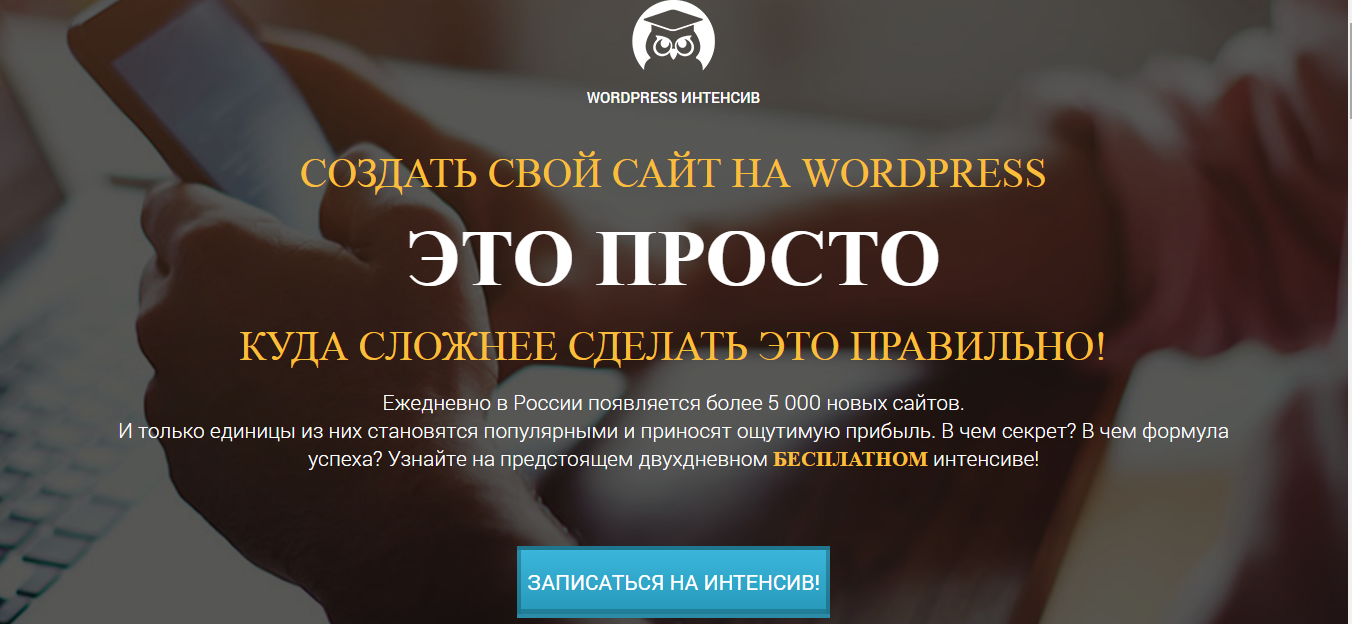 WORDPRESS ИНТЕНСИВ
СОЗДАТЬ СВОЙ САЙТ НА WORDPRESS
ЭТО ПРОСТО
КУДА СЛОЖНЕЕ СДЕЛАТЬ ЭТО ПРАВИЛЬНО!
Ежедневно в России появляется более 5 000 новых сайтов.
И только единицы из них становятся популярными и приносят ощутимую прибыль. В чем секрет? В чем формула
успеха? Узнайте на предстоящем двухдневном БЕСПЛАТНОМ интенсиве!
ЗАПИСАТЬСЯ НА ИНТЕНСИВ!